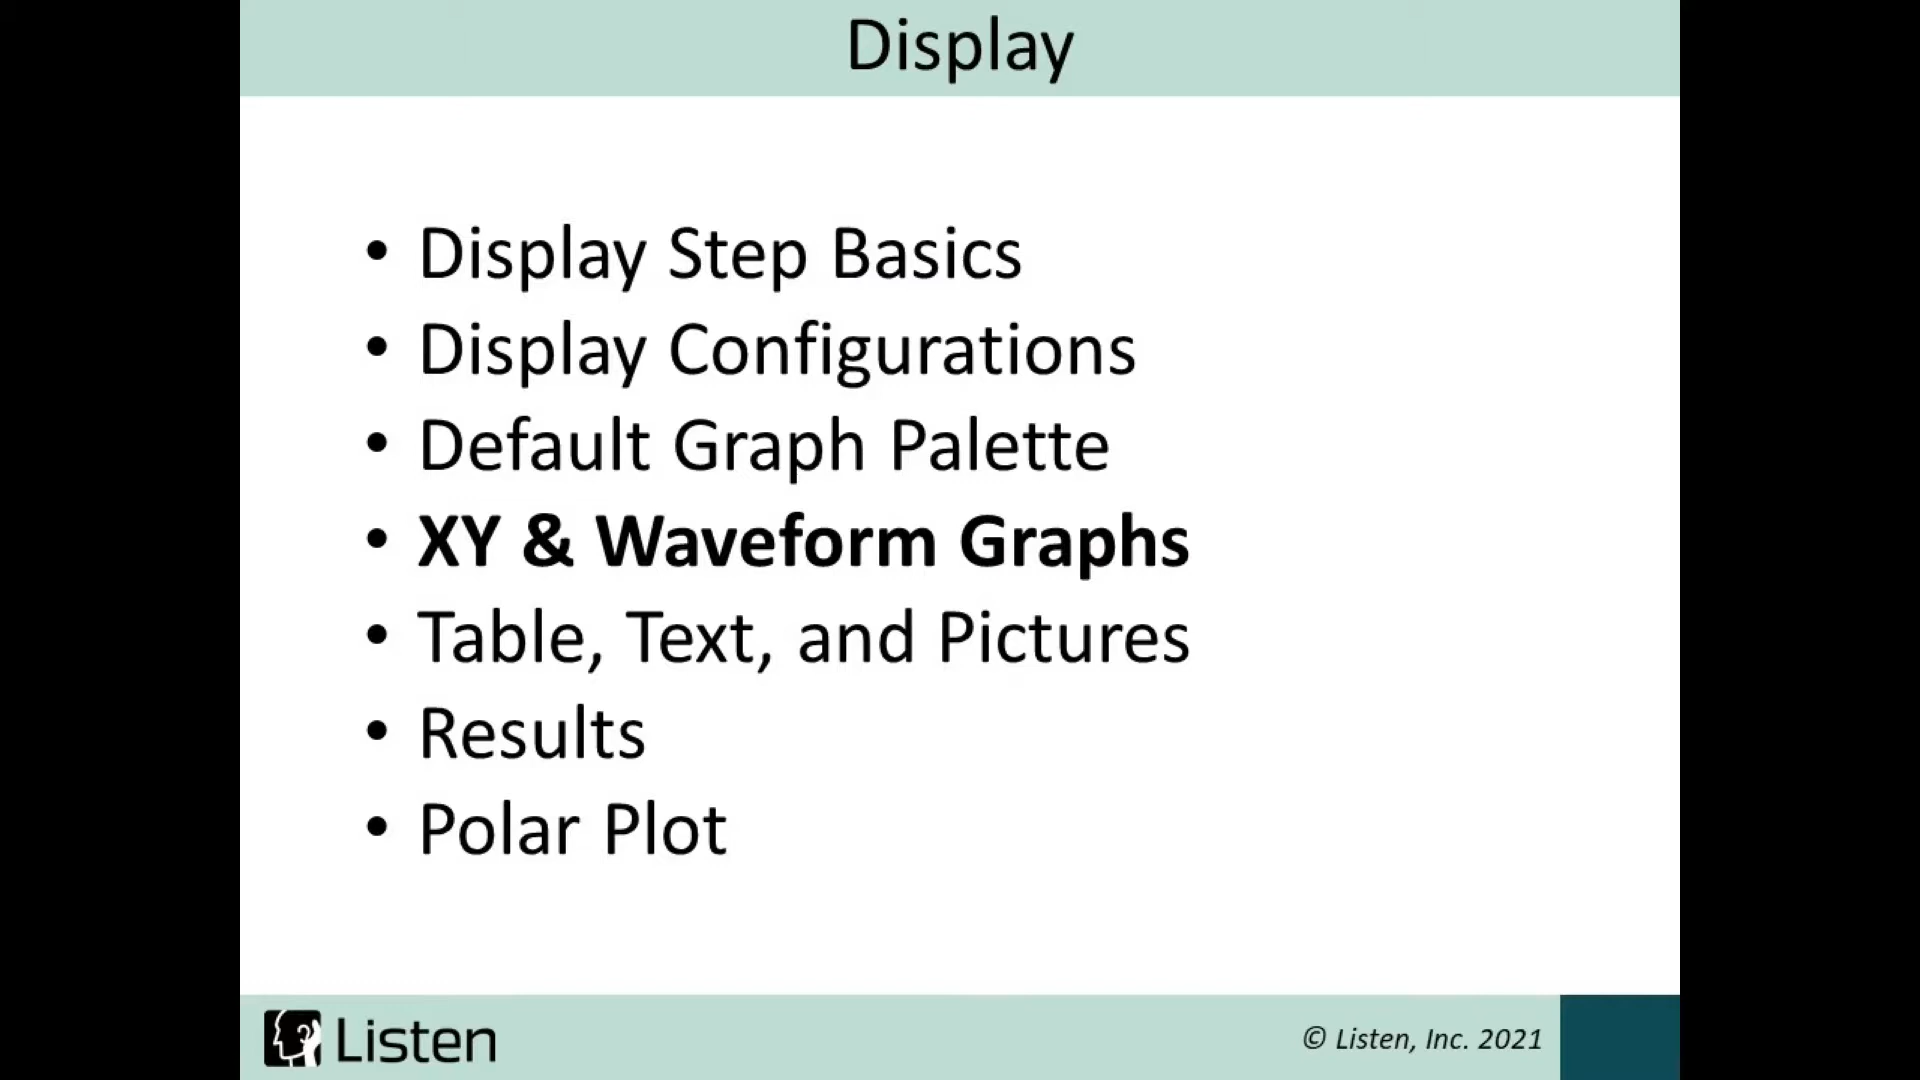 Display
• Display Step Basics
• Display Configurations
• Default Graph Palette
• XY & Waveform Graphs
• Table, Text, and Pictures
• Results
• Polar Plot
Listen
© Listen, Inc. 2021